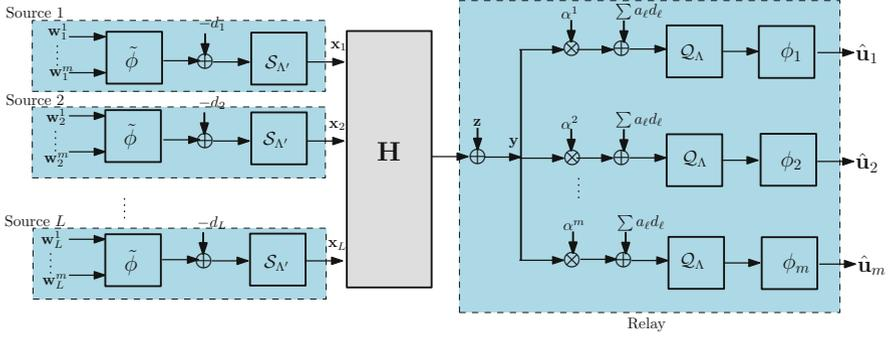 Source 1
w_1^1
⋮
w_1^m
ϕ̃
−d_1
S_Λ′
x_1
Source 2
w_2^1
⋮
w_2^m
ϕ̃
−d_2
S_Λ′
x_2
⋮
Source L
w_L^1
⋮
w_L^m
ϕ̃
−d_L
S_Λ′
x_L
H
z
y
α^1
∑ a_ℓ d_ℓ
Q_Λ
ϕ_1
û_1
α^2
∑ a_ℓ d_ℓ
Q_Λ
ϕ_2
û_2
⋮
α^m
∑ a_ℓ d_ℓ
Q_Λ
ϕ_m
û_m
Relay